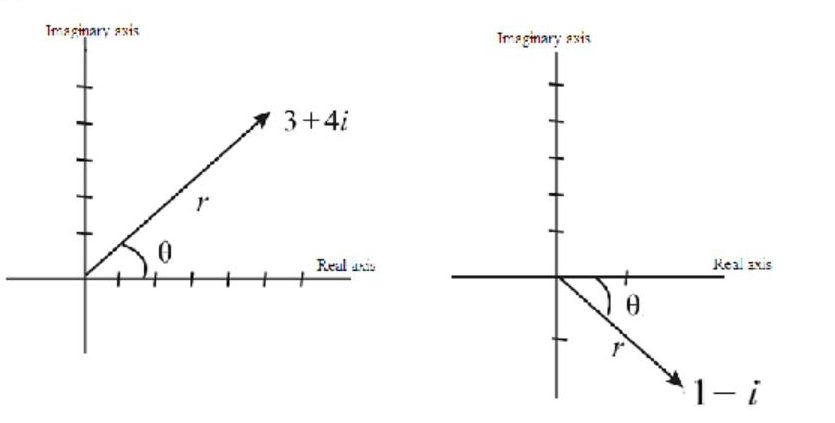 Imaginary axis
3+4i
r
θ
Real axis
Imaginary axis
Real axis
θ
r
1− i